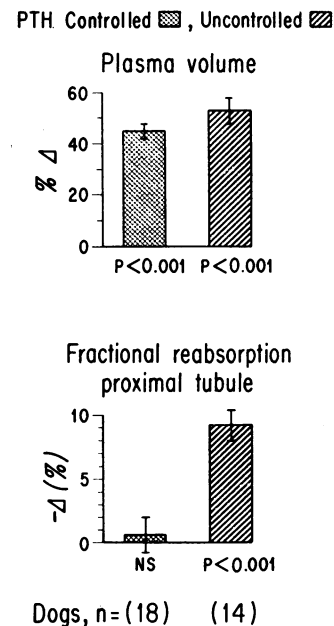 PTH Controlled , Uncontrolled
Plasma volume
60
40
20
0
% Δ
P<0.001 P<0.001
Fractional reabsorption
proximal tubule
10
5
0
-Δ(%)
NS P<0.001
Dogs, n=(18) (14)